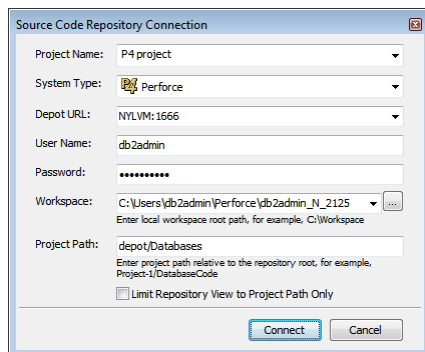 Source Code Repository Connection
Project Name: P4 project
System Type: Perforce
Depot URL: NYLVM:1666
User Name: db2admin
Password: ••••••••••
Workspace: C:\Users\db2admin\Perforce\db2admin_N_2125 ...
Enter local workspace root path, for example, C:\Workspace
Project Path: depot/Databases
Enter project path relative to the repository root, for example,
Project-1/DatabaseCode
Limit Repository View to Project Path Only
Connect Cancel